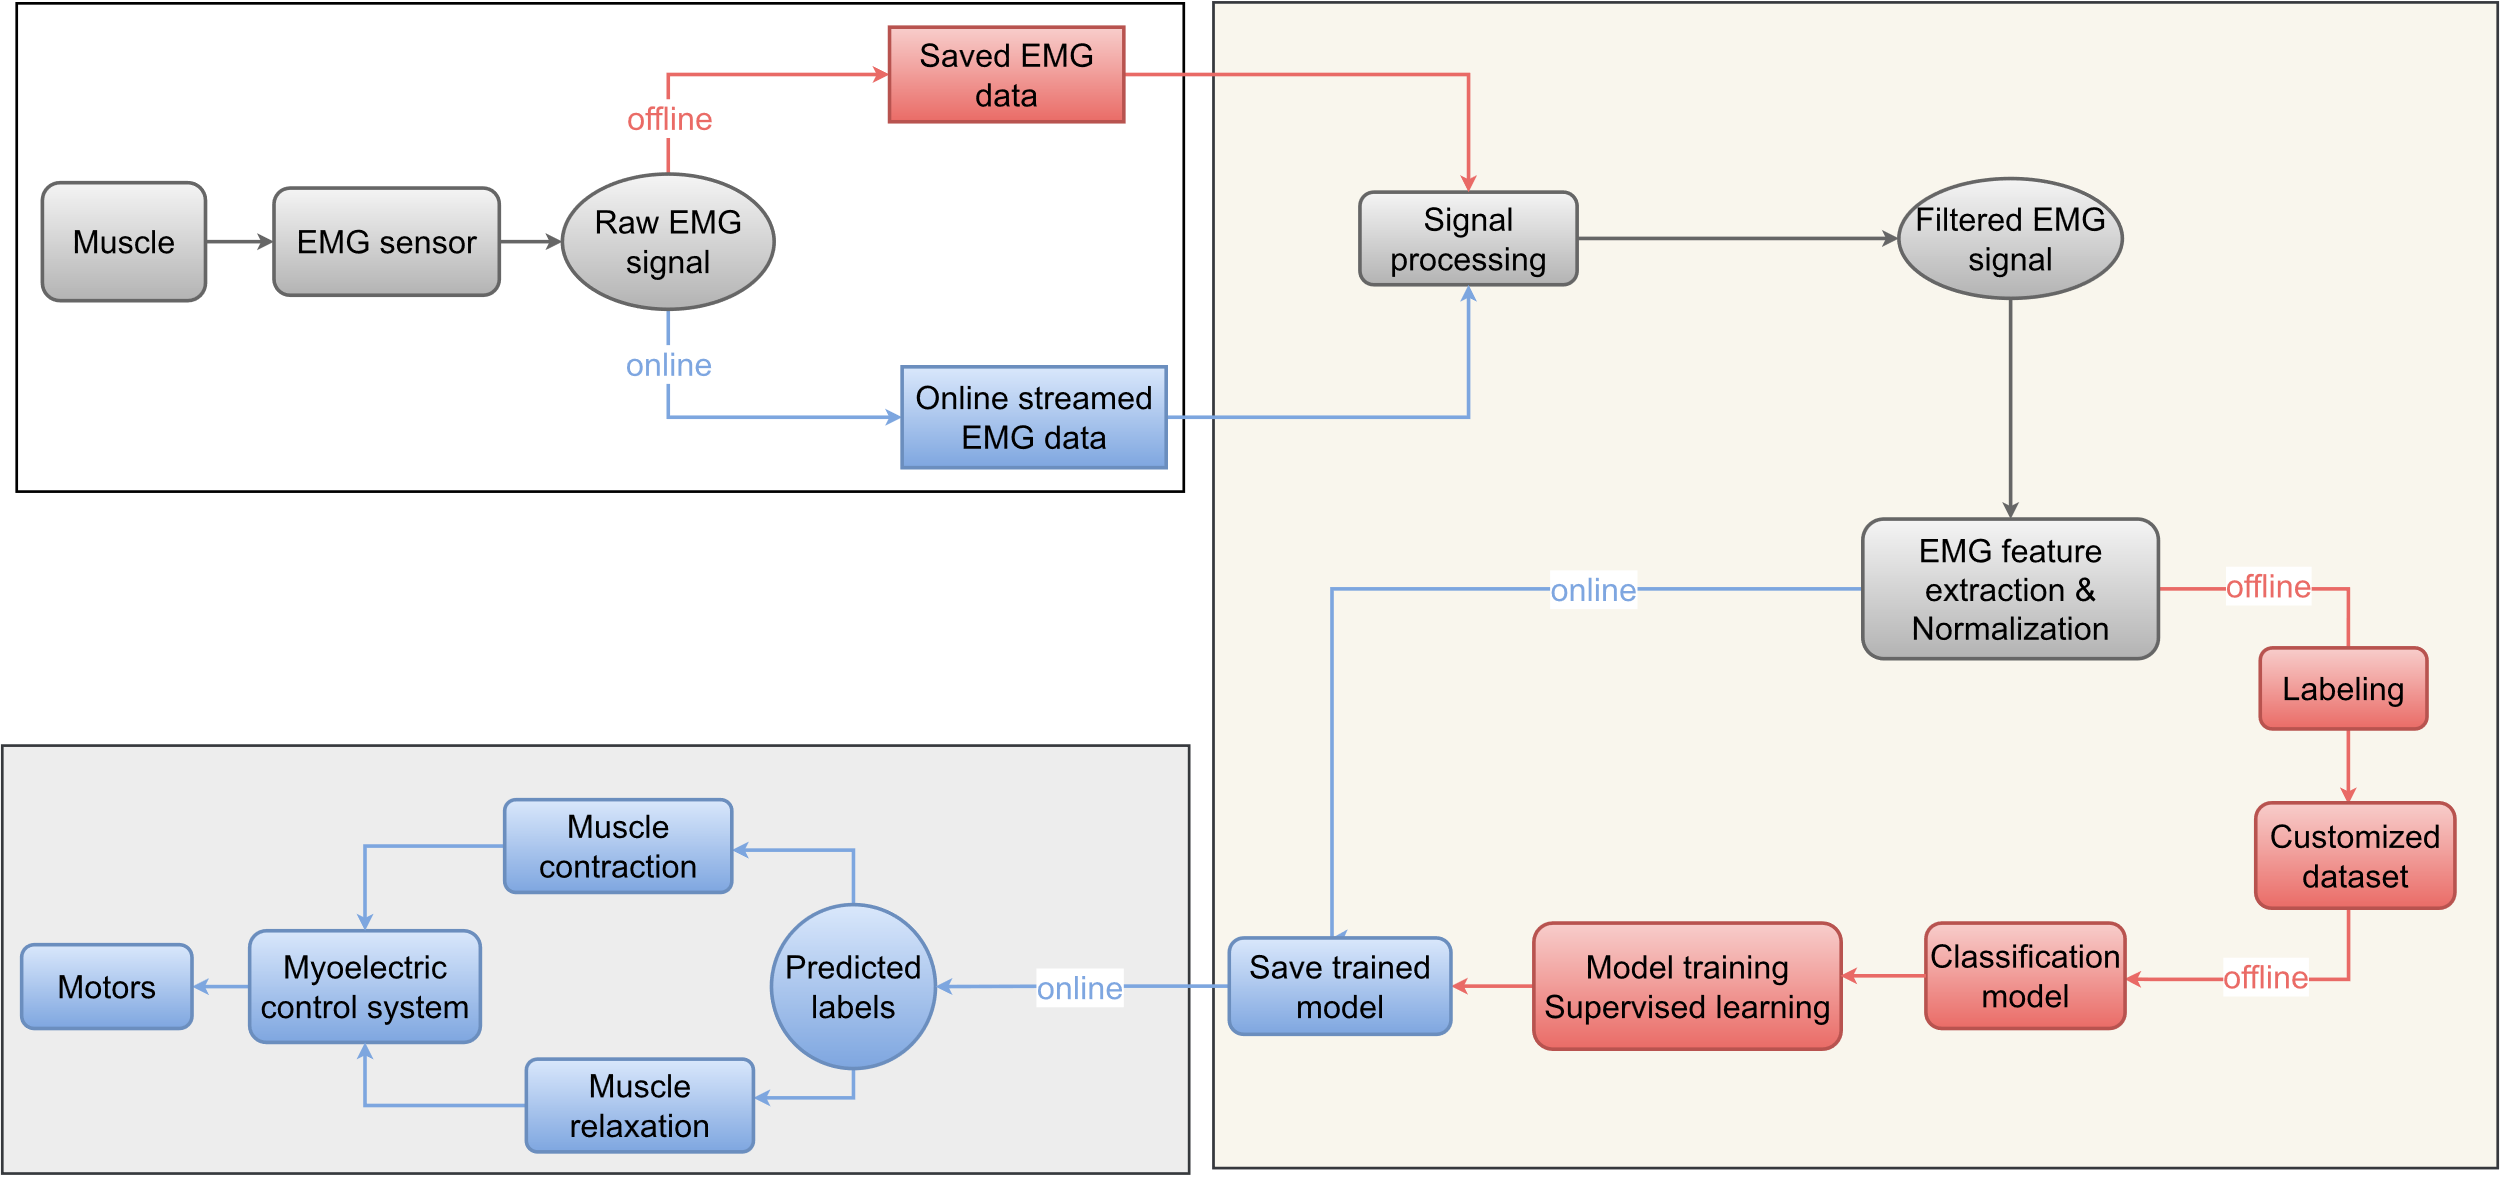 Saved EMG
data
offline
Muscle
EMG sensor
Raw EMG
signal
online
Online streamed
EMG data
Signal
processing
Filtered EMG
signal
EMG feature
extraction &
Normalization
online
offline
Labeling
Customized
dataset
offline
Classification
model
Model training
Supervised learning
Save trained
model
online
Predicted
labels
Muscle
contraction
Muscle
relaxation
Myoelectric
control system
Motors